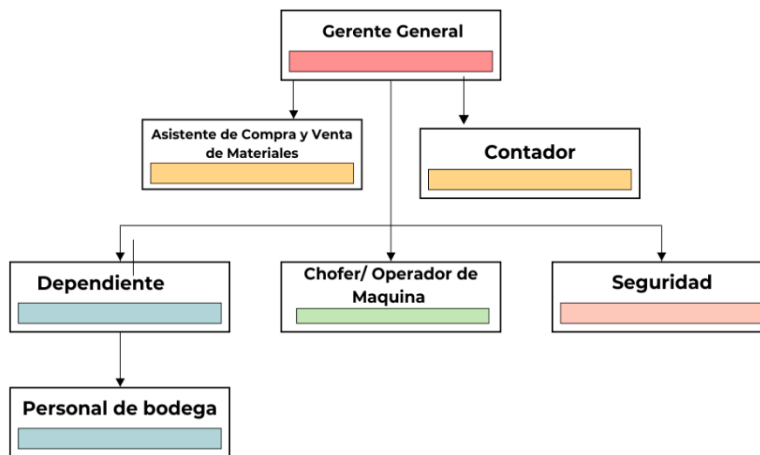 Gerente General
Asistente de Compra y Venta
de Materiales
Contador
Dependiente
Chofer/ Operador de
Maquina
Seguridad
Personal de bodega